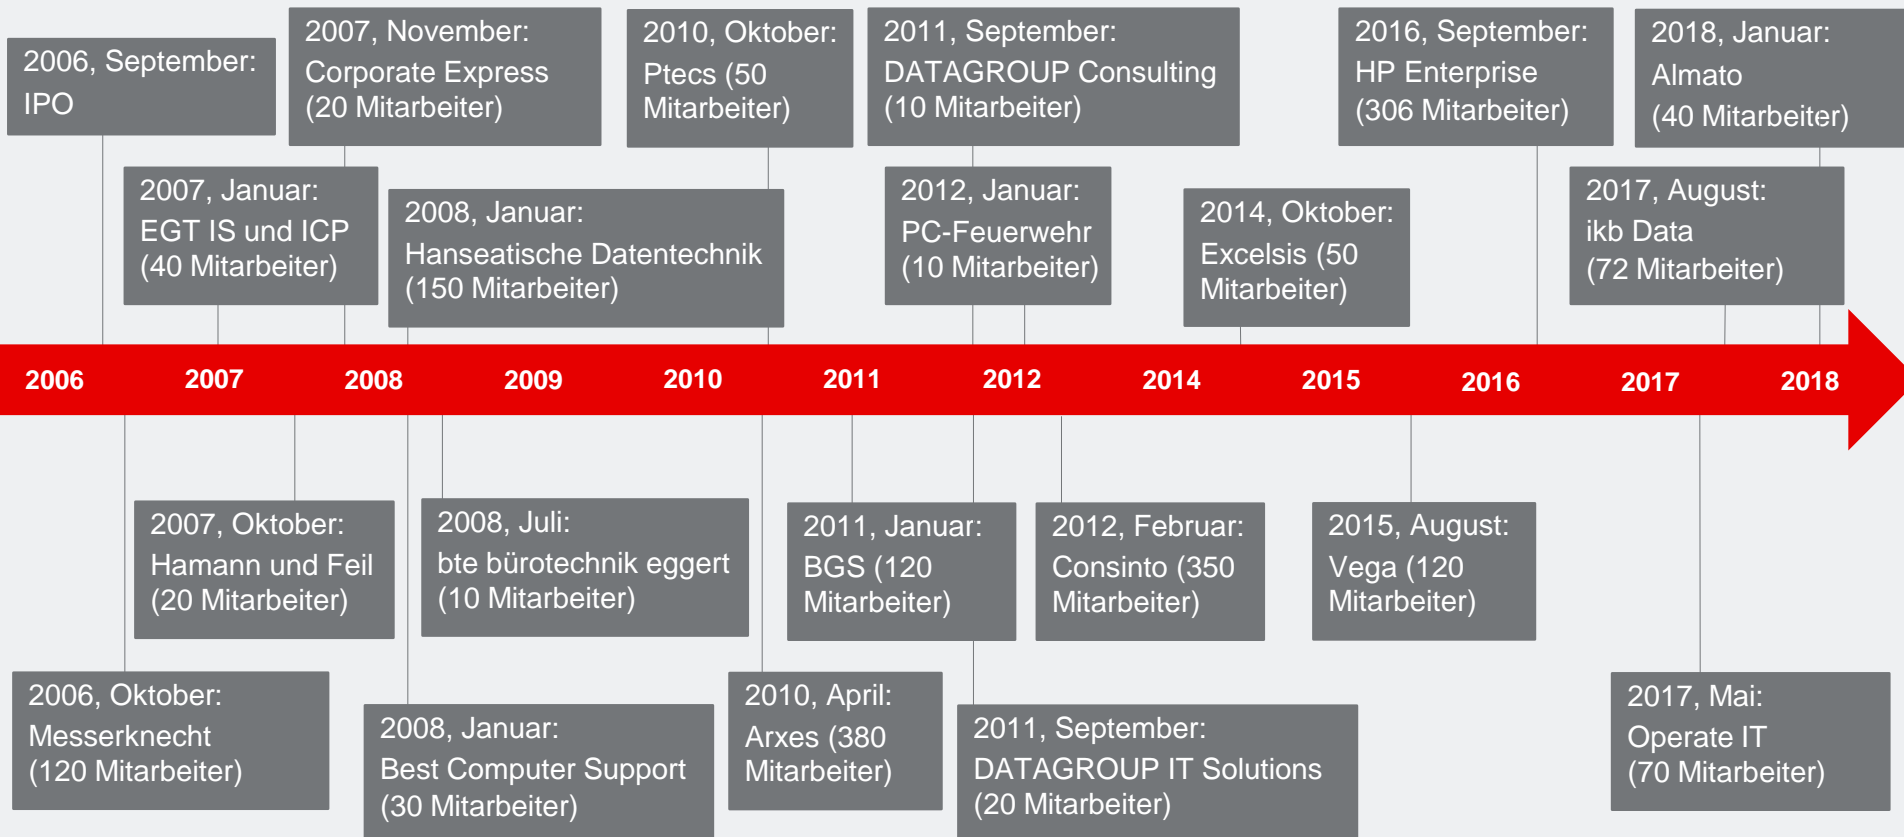 2006, September:
IPO
2007, November:
Corporate Express
(20 Mitarbeiter)
2010, Oktober:
Ptecs (50
Mitarbeiter)
2011, September:
DATAGROUP Consulting
(10 Mitarbeiter)
2016, September:
HP Enterprise
(306 Mitarbeiter)
2018, Januar:
Almato
(40 Mitarbeiter)
2007, Januar:
EGT IS und ICP
(40 Mitarbeiter)
2008, Januar:
Hanseatische Datentechnik
(150 Mitarbeiter)
2012, Januar:
PC-Feuerwehr
(10 Mitarbeiter)
2014, Oktober:
Excelsis (50
Mitarbeiter)
2017, August:
ikb Data
(72 Mitarbeiter)
2006 2007 2008 2009 2010 2011 2012 2014 2015 2016 2017 2018
2007, Oktober:
Hamann und Feil
(20 Mitarbeiter)
2008, Juli:
bte bürotechnik eggert
(10 Mitarbeiter)
2011, Januar:
BGS (120
Mitarbeiter)
2012, Februar:
Consinto (350
Mitarbeiter)
2015, August:
Vega (120
Mitarbeiter)
2006, Oktober:
Messerknecht
(120 Mitarbeiter)
2008, Januar:
Best Computer Support
(30 Mitarbeiter)
2010, April:
Arxes (380
Mitarbeiter)
2011, September:
DATAGROUP IT Solutions
(20 Mitarbeiter)
2017, Mai:
Operate IT
(70 Mitarbeiter)